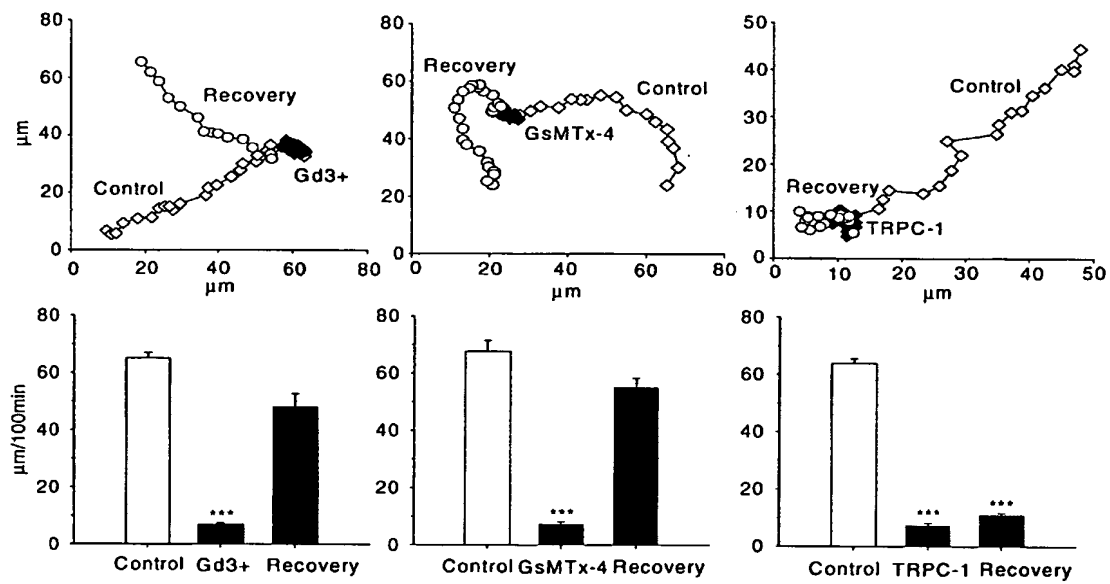 80
60
40
20
0
µm
Recovery
Control
Gd3+
0 20 40 60 80
µm
80
60
40
20
0
Recovery
Control
GsMTx-4
0 20 40 60 80
µm
50
40
30
20
10
0
Control
Recovery
TRPC-1
0 10 20 30 40 50
µm
80
60
40
20
0
µm/100min
***
Control Gd3+ Recovery
80
60
40
20
0
***
Control GsMTx-4 Recovery
80
60
40
20
0
***
***
Control TRPC-1 Recovery